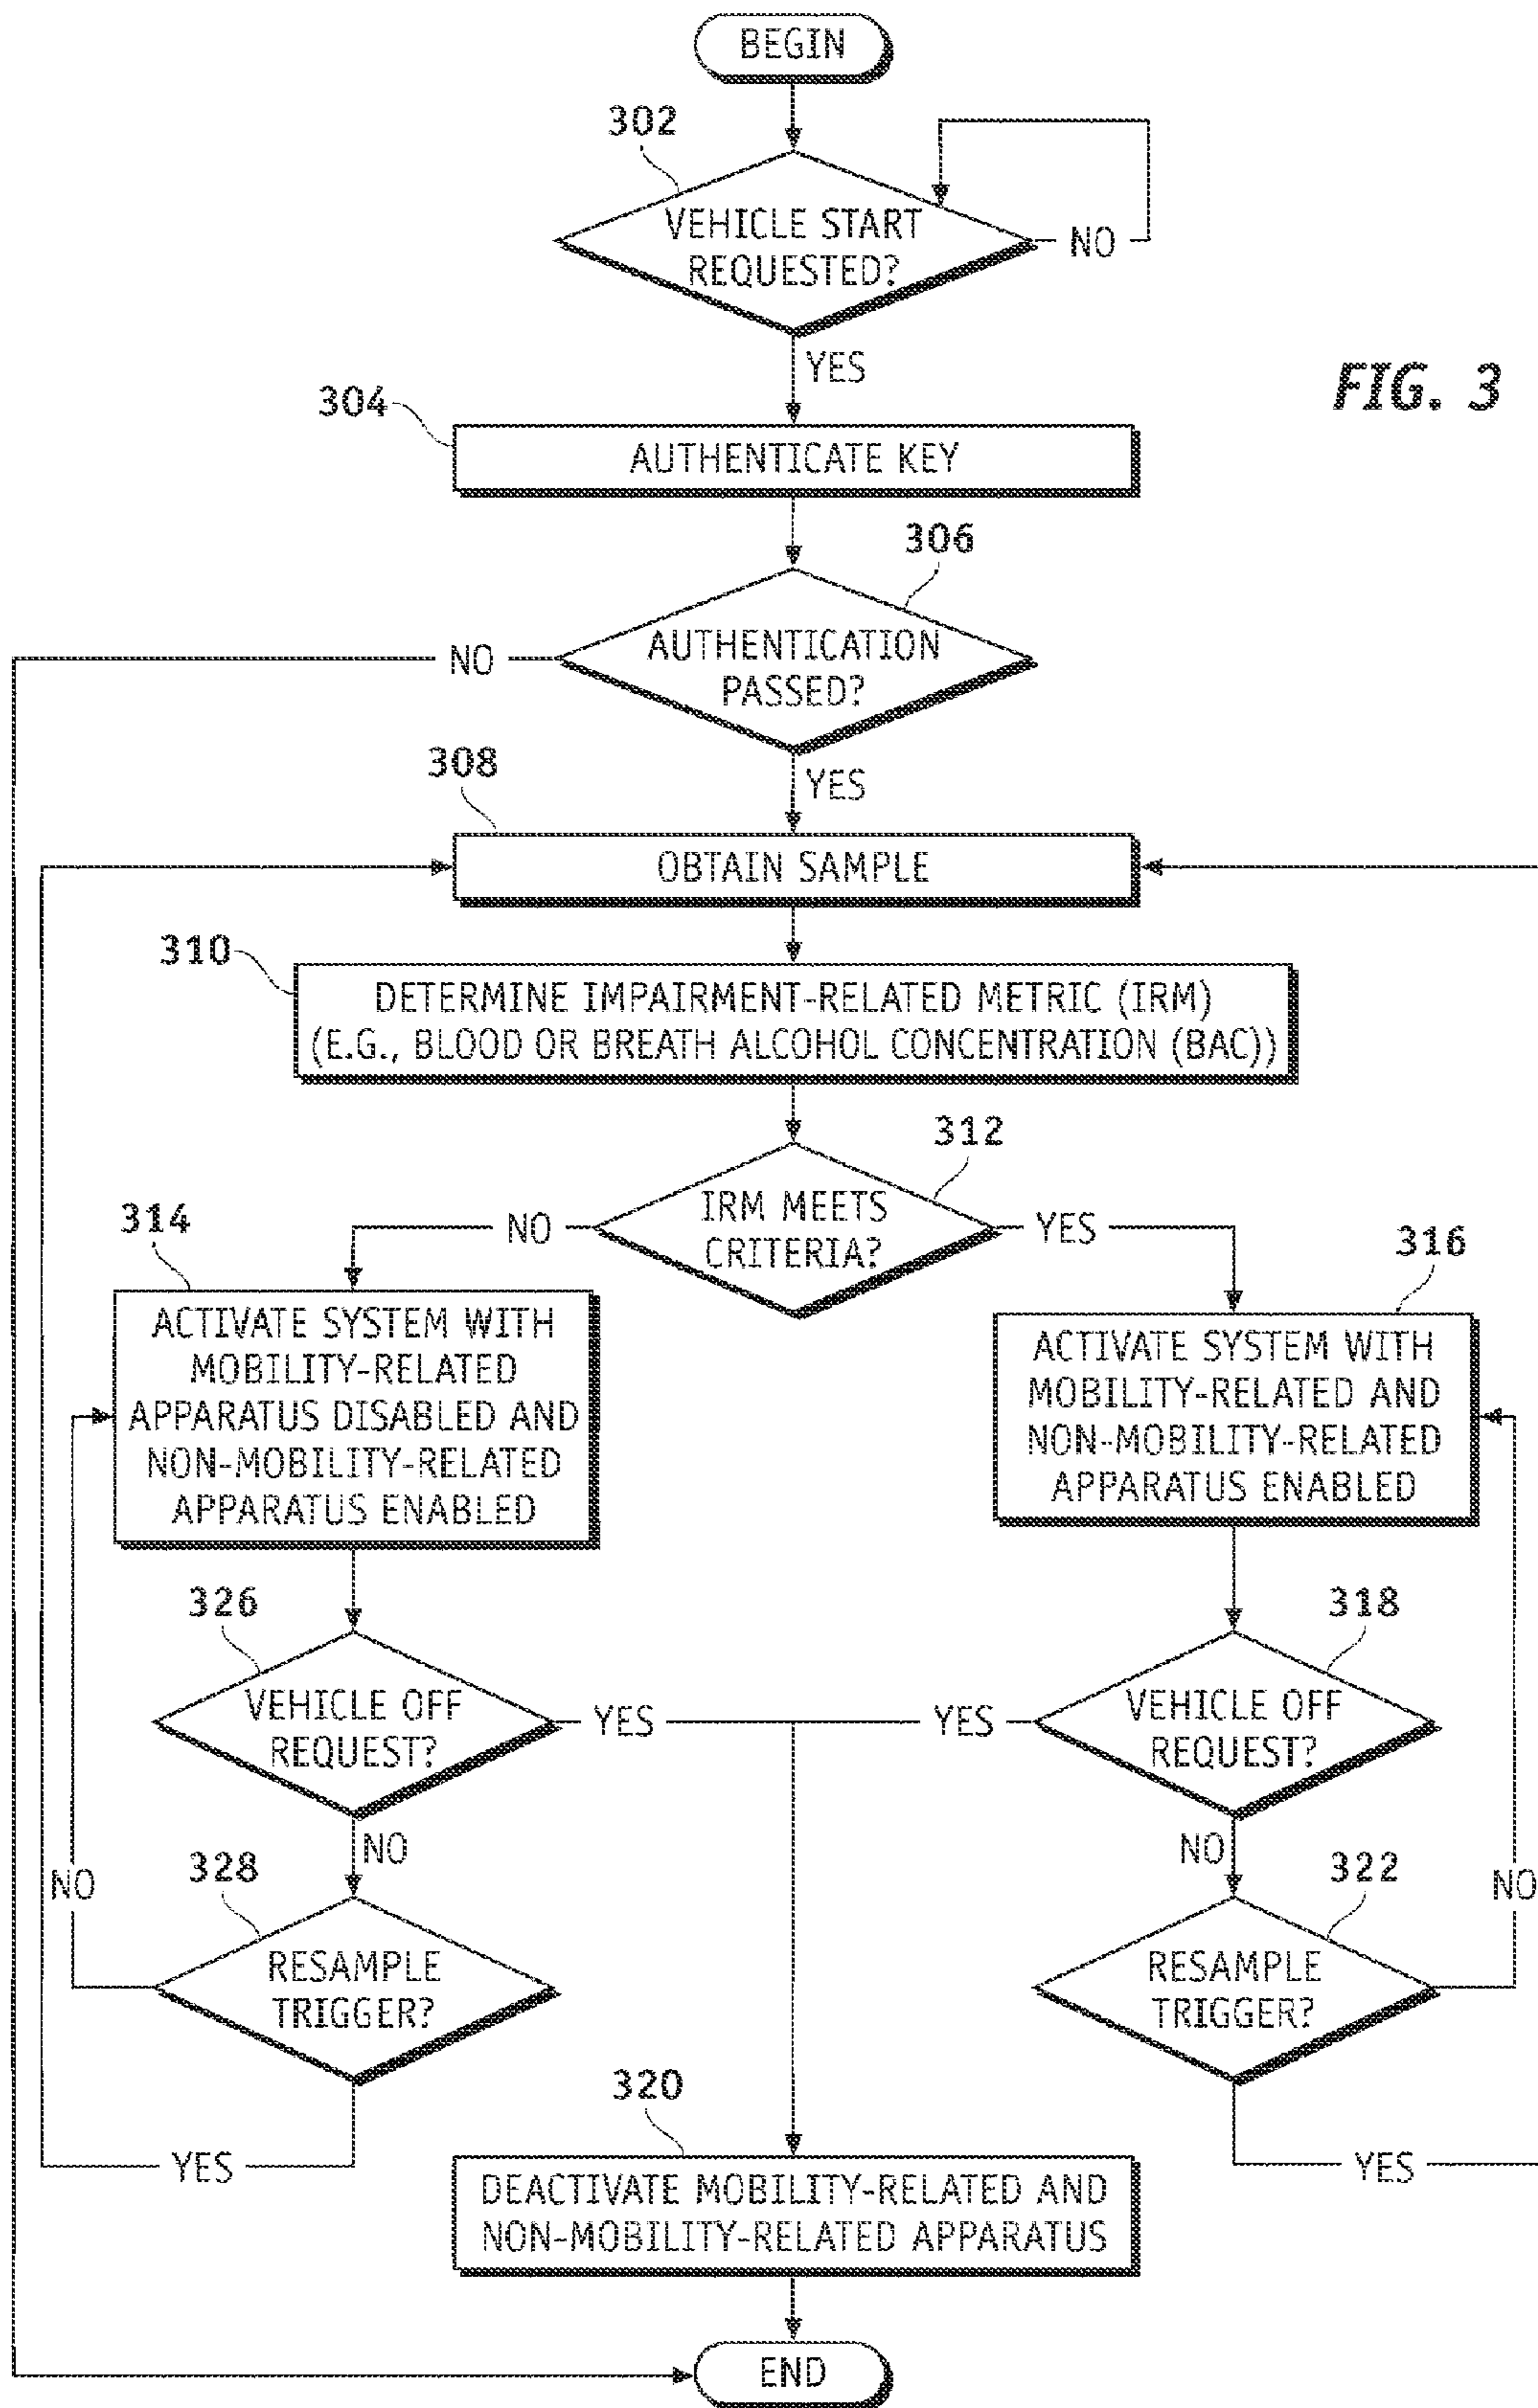 BEGIN
302
VEHICLE START
REQUESTED?
NO
YES
FIG. 3
304
AUTHENTICATE KEY
306
AUTHENTICATION
PASSED?
NO
YES
308
OBTAIN SAMPLE
310
DETERMINE IMPAIRMENT-RELATED METRIC (IRM)
(E.G., BLOOD OR BREATH ALCOHOL CONCENTRATION (BAC))
312
IRM MEETS
CRITERIA?
NO
YES
314
ACTIVATE SYSTEM WITH
MOBILITY-RELATED
APPARATUS DISABLED AND
NON-MOBILITY-RELATED
APPARATUS ENABLED
316
ACTIVATE SYSTEM WITH
MOBILITY-RELATED AND
NON-MOBILITY-RELATED
APPARATUS ENABLED
326
VEHICLE OFF
REQUEST?
YES
YES
318
VEHICLE OFF
REQUEST?
NO
NO
328
RESAMPLE
TRIGGER?
NO
YES
322
RESAMPLE
TRIGGER?
NO
YES
320
DEACTIVATE MOBILITY-RELATED AND
NON-MOBILITY-RELATED APPARATUS
END